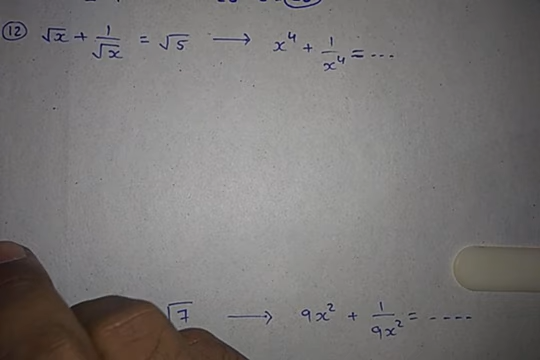 ⑫ √x + 1/√x = √5 ⟶ x⁴ + 1/x⁴ = ...
√7 ⟶ 9x² + 1/9x² = ....